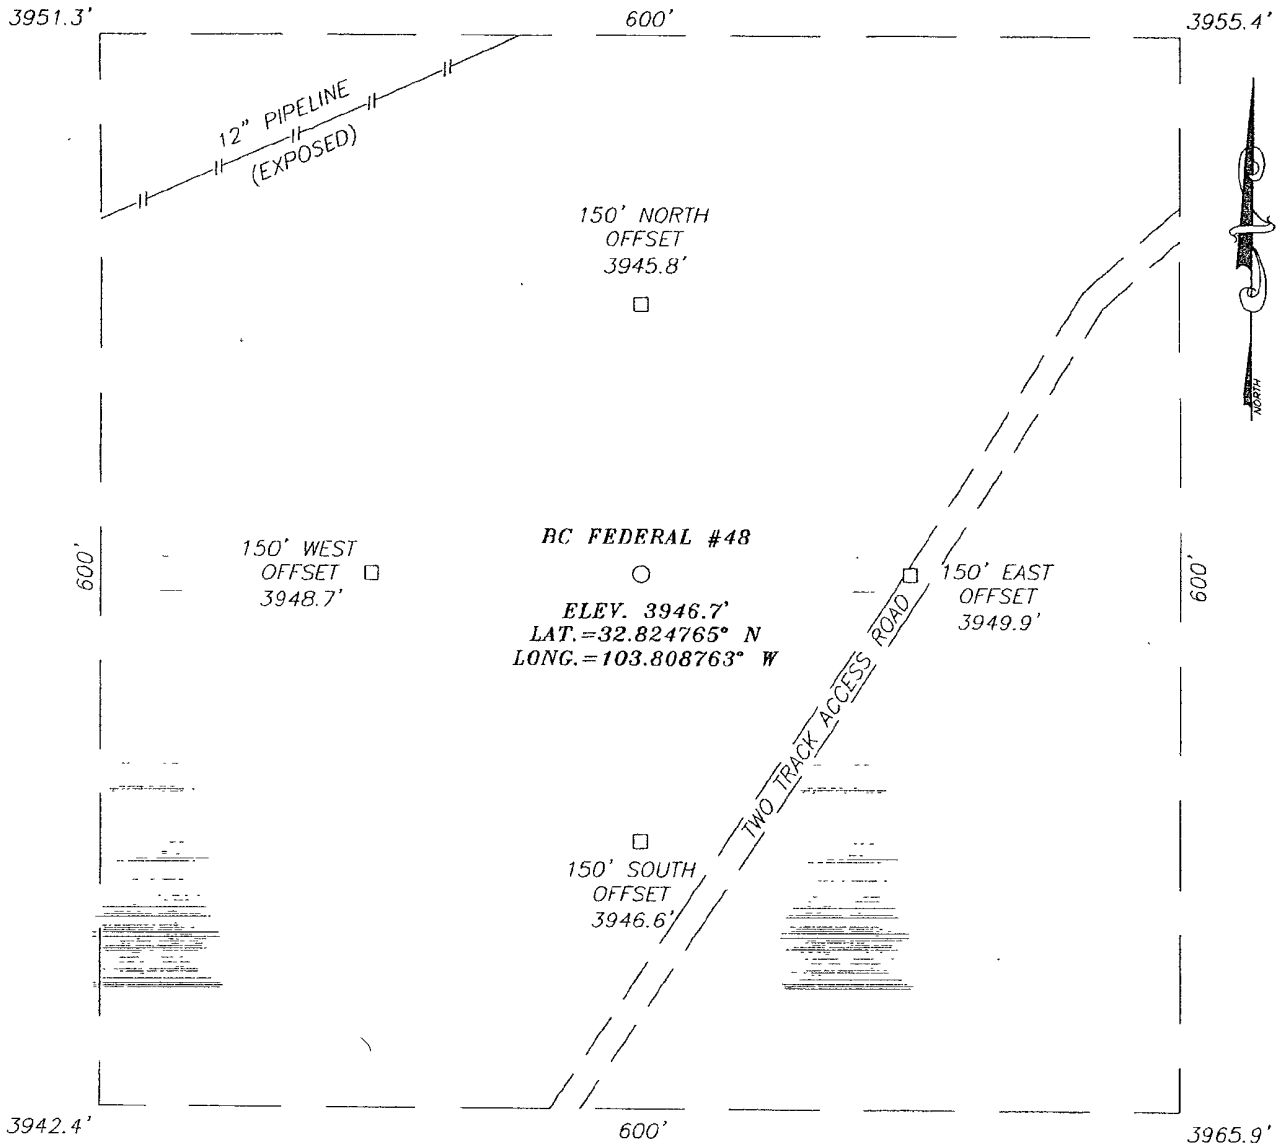 3951.3'
600'
3955.4'
12" PIPELINE
(EXPOSED)
150' NORTH
OFFSET
3945.8'
NORTH
600'
150' WEST
OFFSET
3948.7'
BC FEDERAL #48
ELEV. 3946.7'
LAT.=32.824765° N
LONG.=103.808763° W
150' EAST
OFFSET
3949.9'
600'
TWO TRACK ACCESS ROAD
150' SOUTH
OFFSET
3946.6'
3942.4'
600'
3965.9'